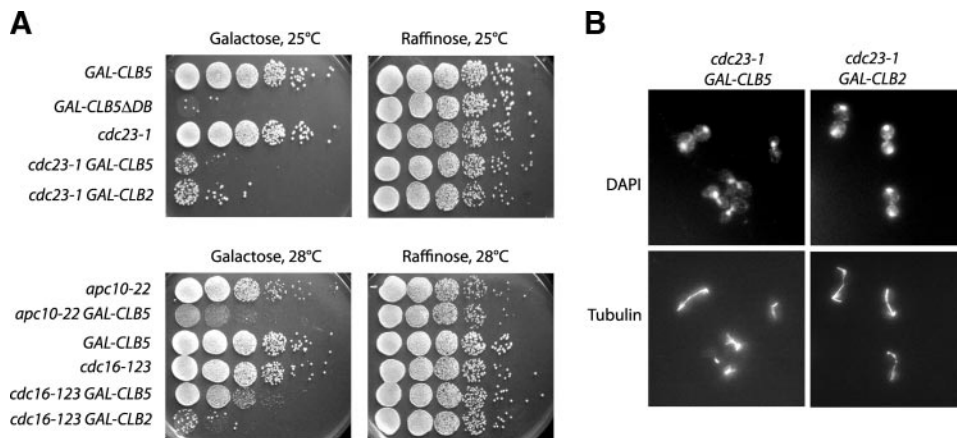 A
Galactose, 25°C
Raffinose, 25°C
GAL-CLB5
GAL-CLB5ΔDB
cdc23-1
cdc23-1 GAL-CLB5
cdc23-1 GAL-CLB2
Galactose, 28°C
Raffinose, 28°C
apc10-22
apc10-22 GAL-CLB5
GAL-CLB5
cdc16-123
cdc16-123 GAL-CLB5
cdc16-123 GAL-CLB2
B
cdc23-1
GAL-CLB5
cdc23-1
GAL-CLB2
DAPI
Tubulin